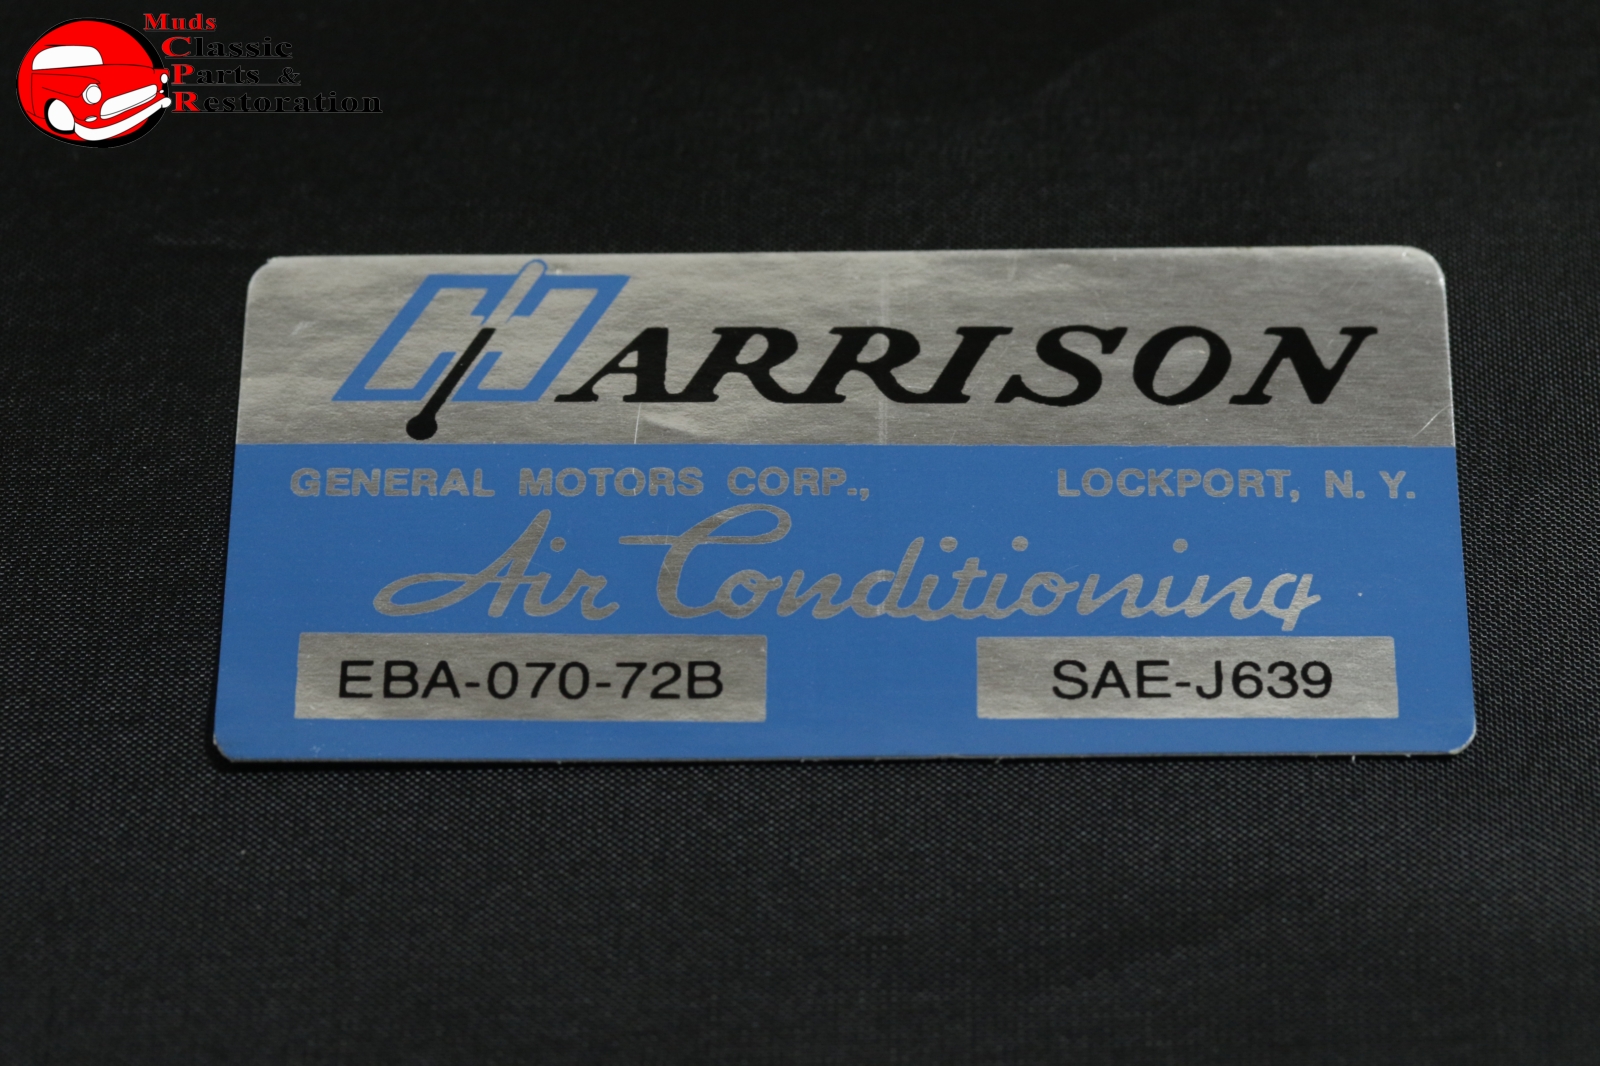 Muds
Classic
Parts &
Restoration
HARRISON
GENERAL MOTORS CORP., LOCKPORT, N. Y.
Air Conditioning
EBA-070-72B SAE-J639